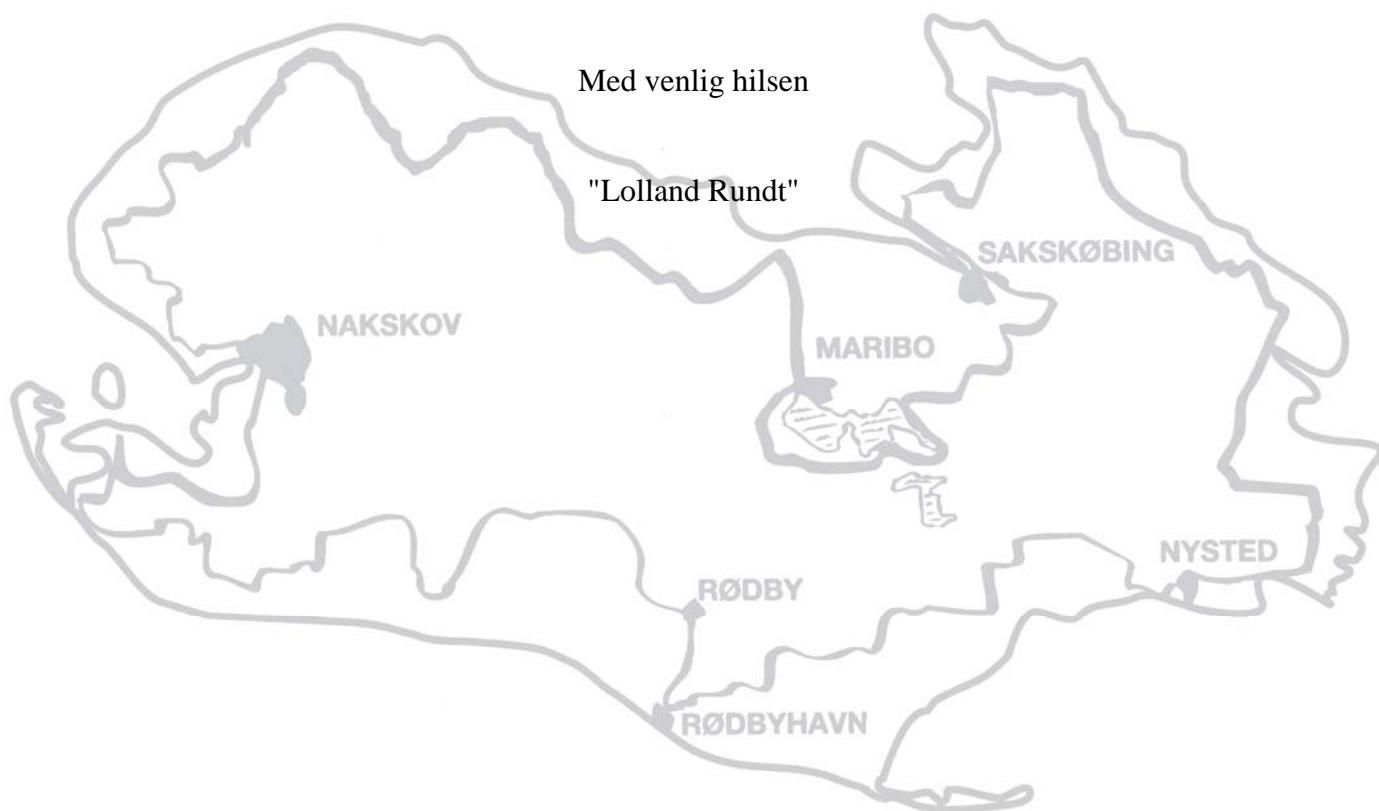 Med venlig hilsen
"Lolland Rundt"
SAKSKØBING
NAKSKOV
MARIBO
NYSTED
RØDBY
RØDBYHAVN